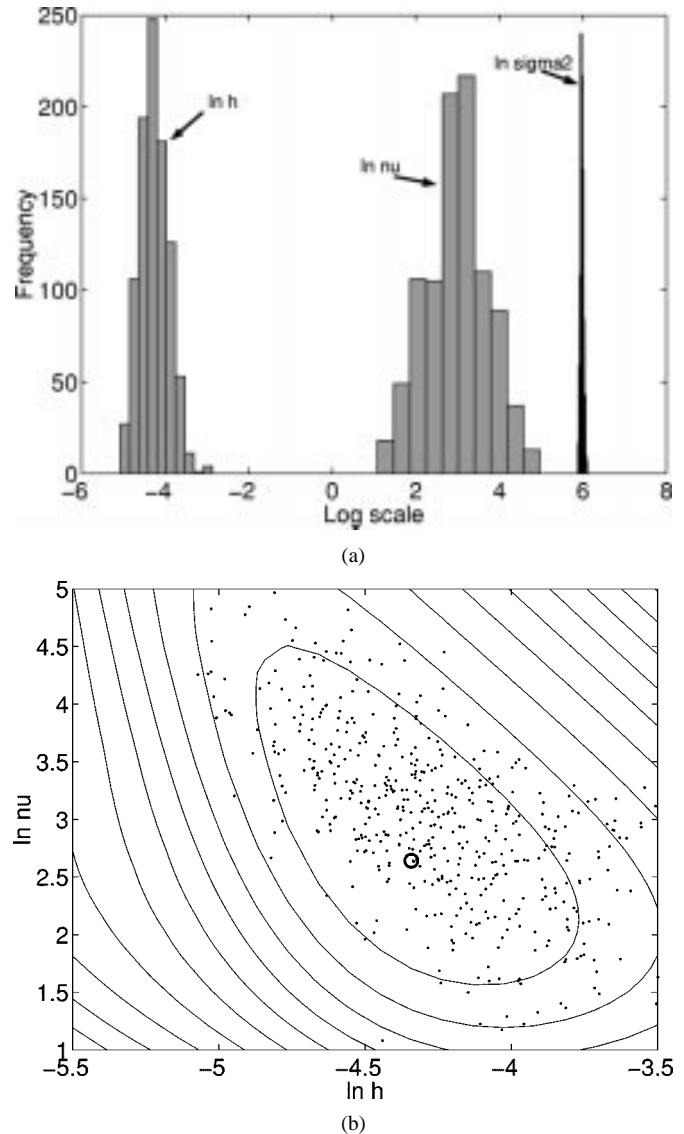 250
200
150
100
50
0
Frequency
ln h
ln nu
ln sigma2
−6 −4 −2 0 2 4 6 8
Log scale
(a)
5
4.5
4
3.5
3
2.5
2
1.5
1
ln nu
−5.5 −5 −4.5 −4 −3.5
ln h
(b)